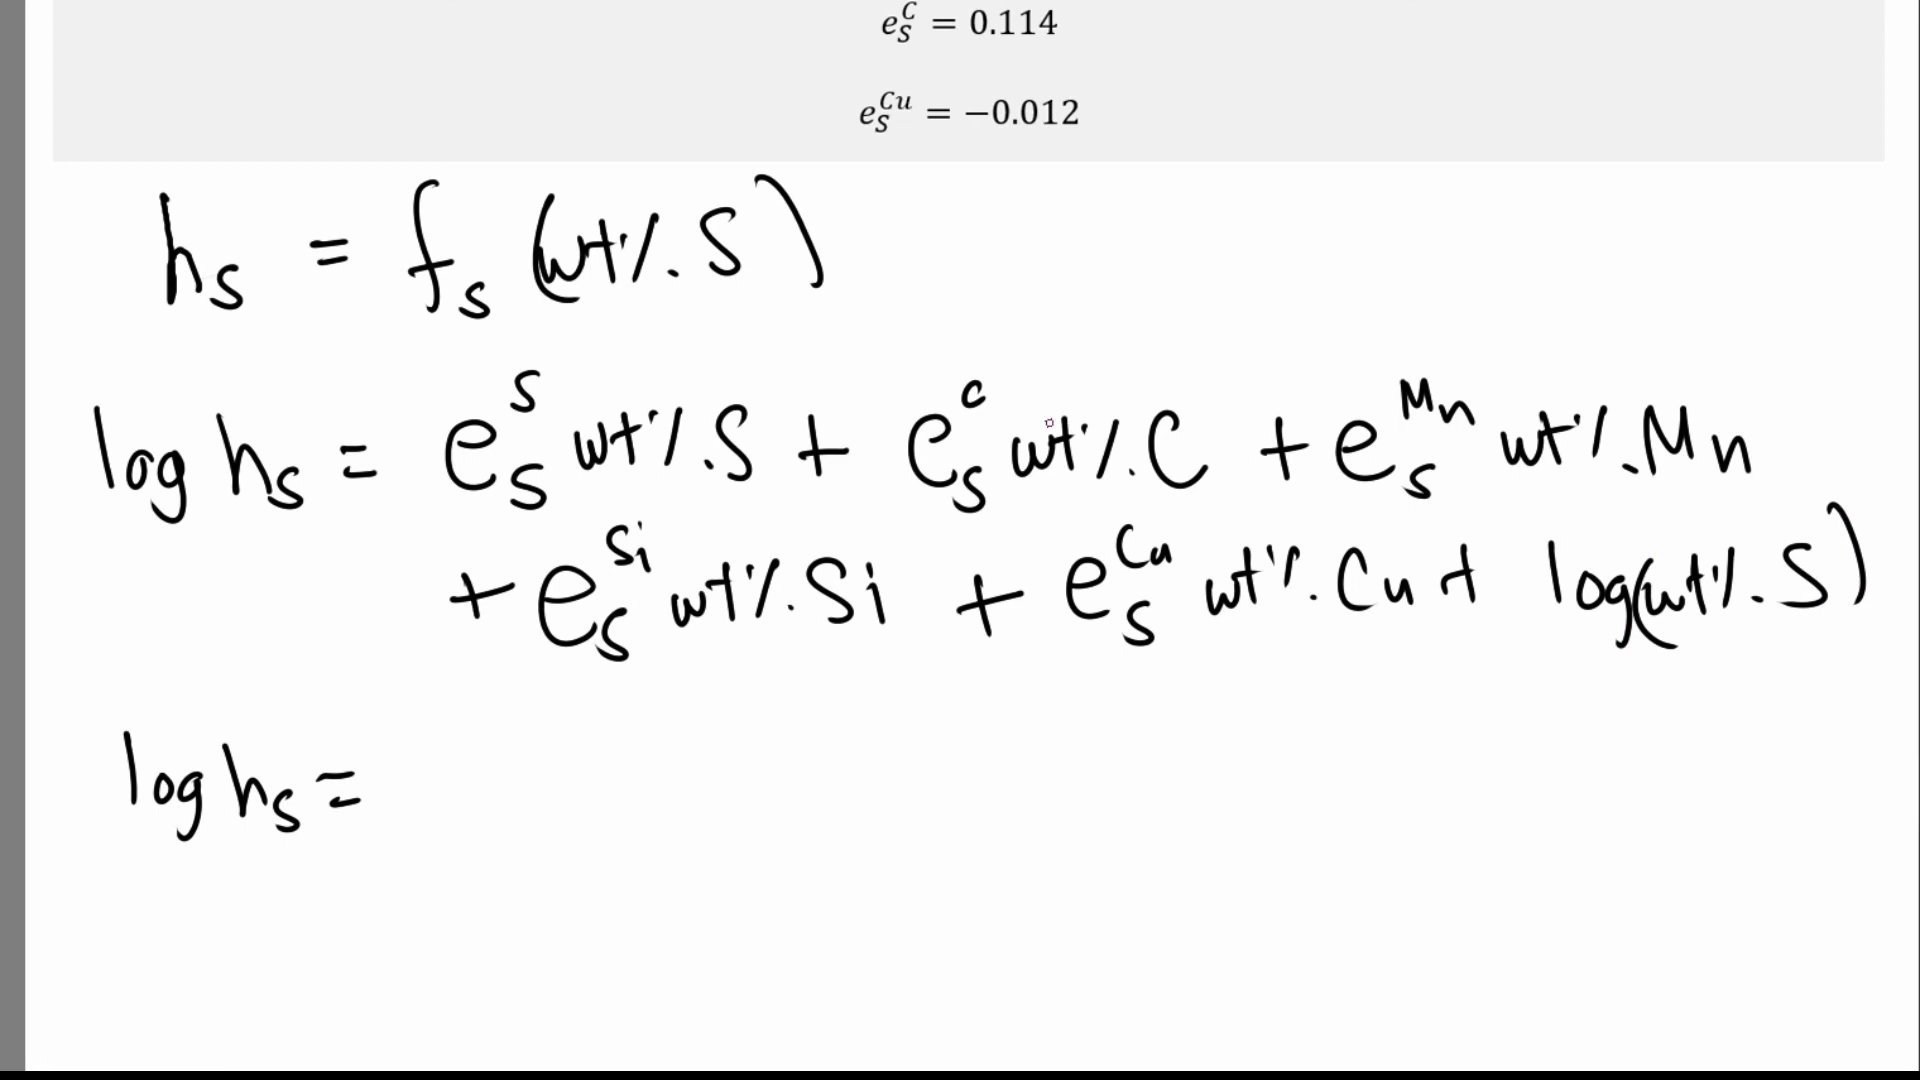 e_S^C = 0.114
e_S^Cu = −0.012
h_s = f_s (wt%.S)
log h_s = e_s^s wt%.S + e_s^c wt%.C + e_s^Mn wt%.Mn
+ e_s^Si wt%.Si + e_s^Cu wt%.Cu + log(wt%.S)
log h_s =